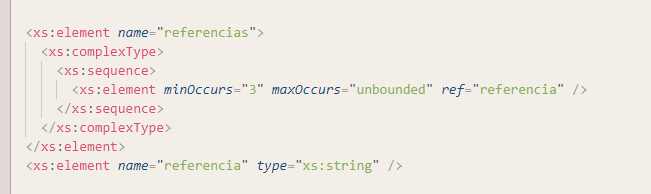 <xs:element name="referencias">
<xs:complexType>
<xs:sequence>
<xs:element minOccurs="3" maxOccurs="unbounded" ref="referencia" />
</xs:sequence>
</xs:complexType>
</xs:element>
<xs:element name="referencia" type="xs:string" />